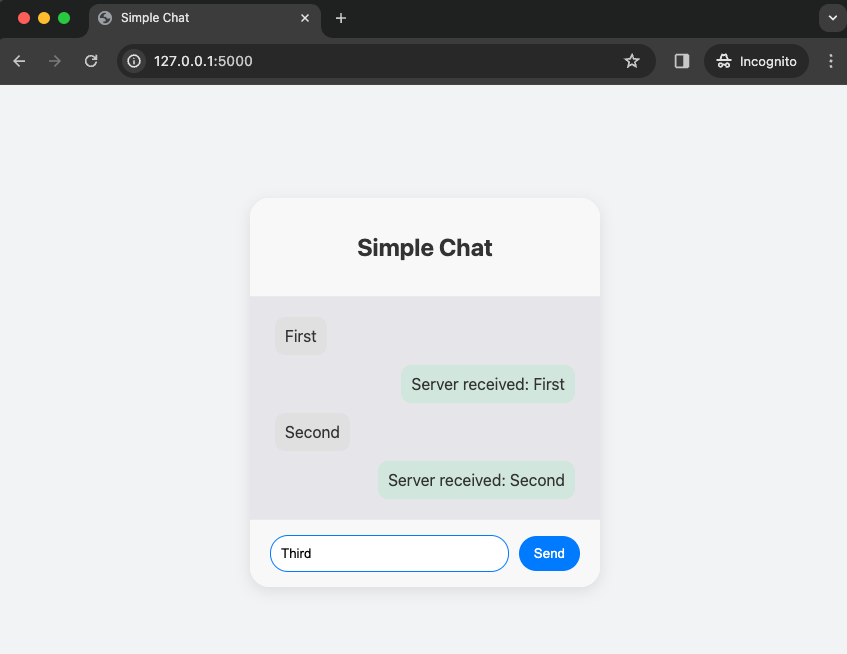 Simple Chat
127.0.0.1:5000
Incognito
Simple Chat
First
Server received: First
Second
Server received: Second
Third
Send